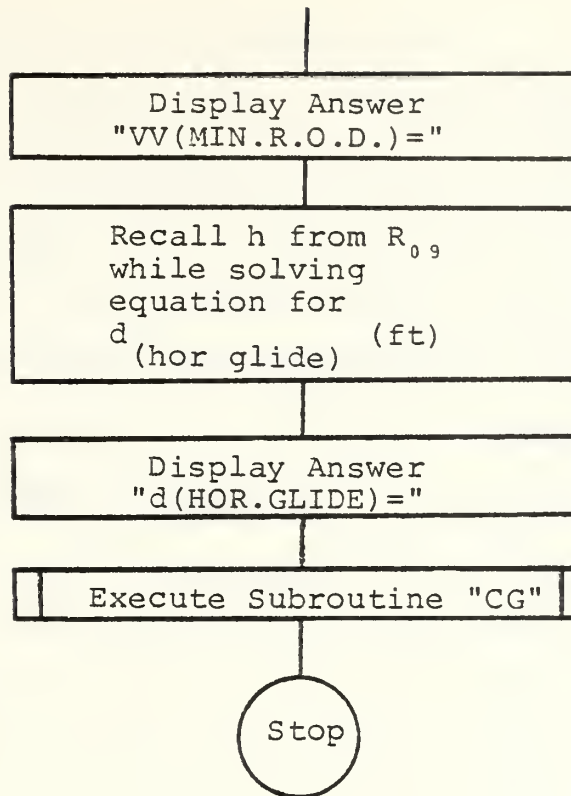 Display Answer
"VV(MIN.R.O.D.)="
Recall h from R₀₉
while solving
equation for
d(hor glide) (ft)
Display Answer
"d(HOR.GLIDE)="
Execute Subroutine "CG"
Stop